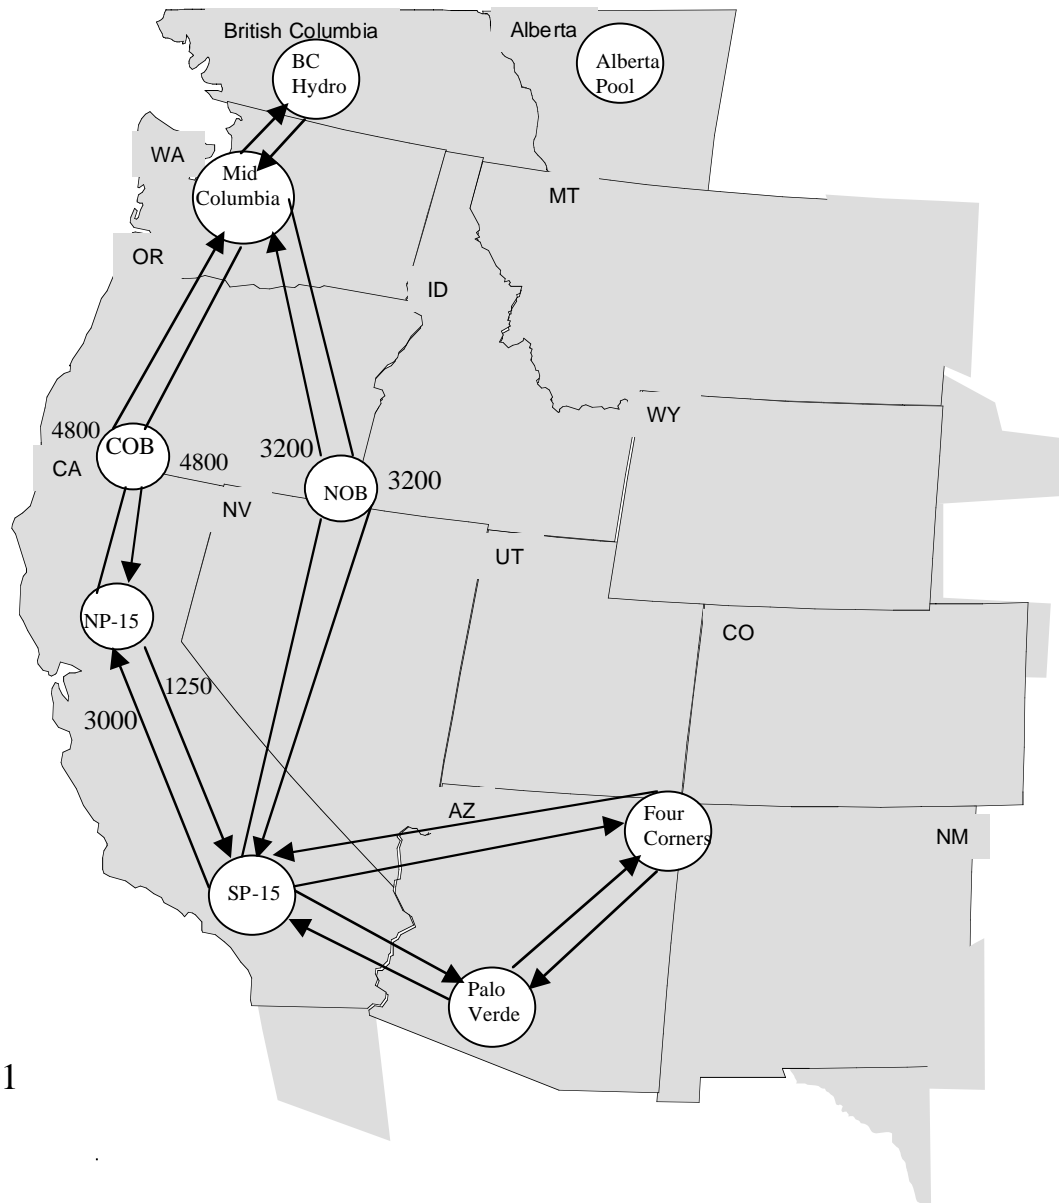 British Columbia
Alberta
BC
Hydro
Alberta
Pool
WA
Mid
Columbia
MT
OR
ID
WY
4800
COB
4800
3200
3200
CA
NOB
NV
UT
NP-15
CO
1250
3000
AZ
Four
Corners
NM
SP-15
Palo
Verde
1
.